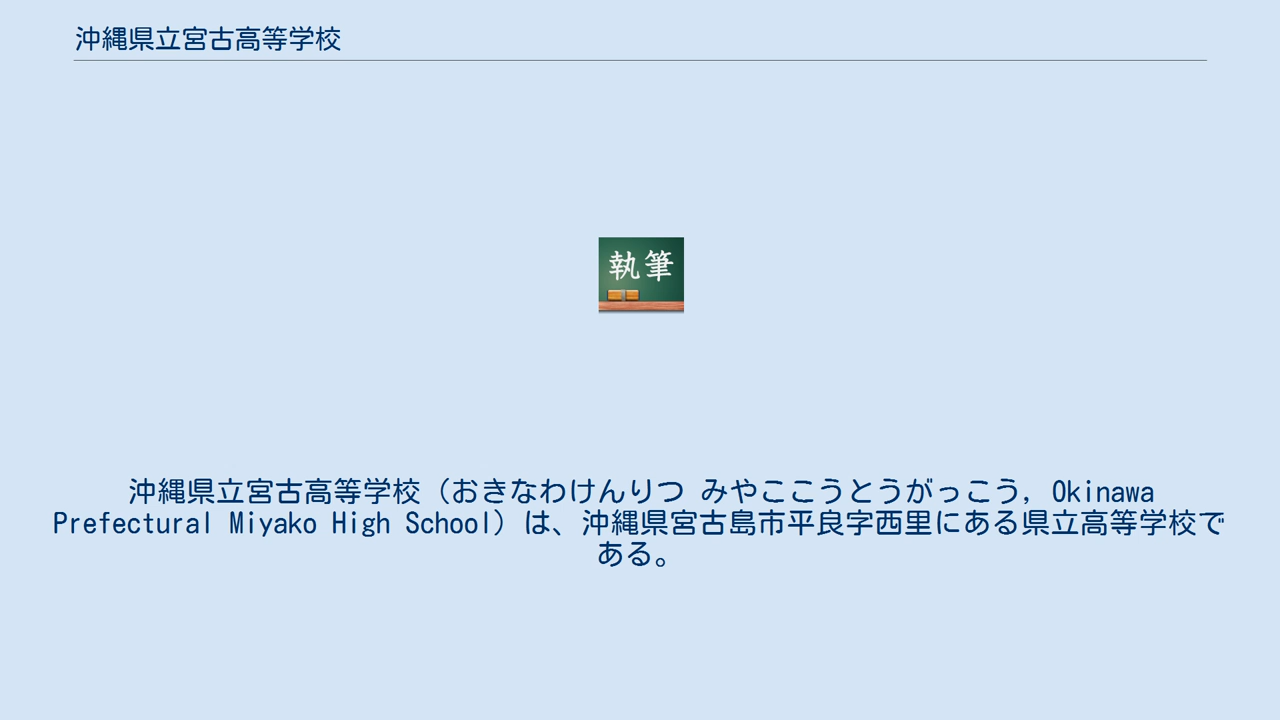 沖縄県立宮古高等学校
執筆
沖縄県立宮古高等学校（おきなわけんりつ みやここうとうがっこう, Okinawa
Prefectural Miyako High School）は、沖縄県宮古島市平良字西里にある県立高等学校で
ある。